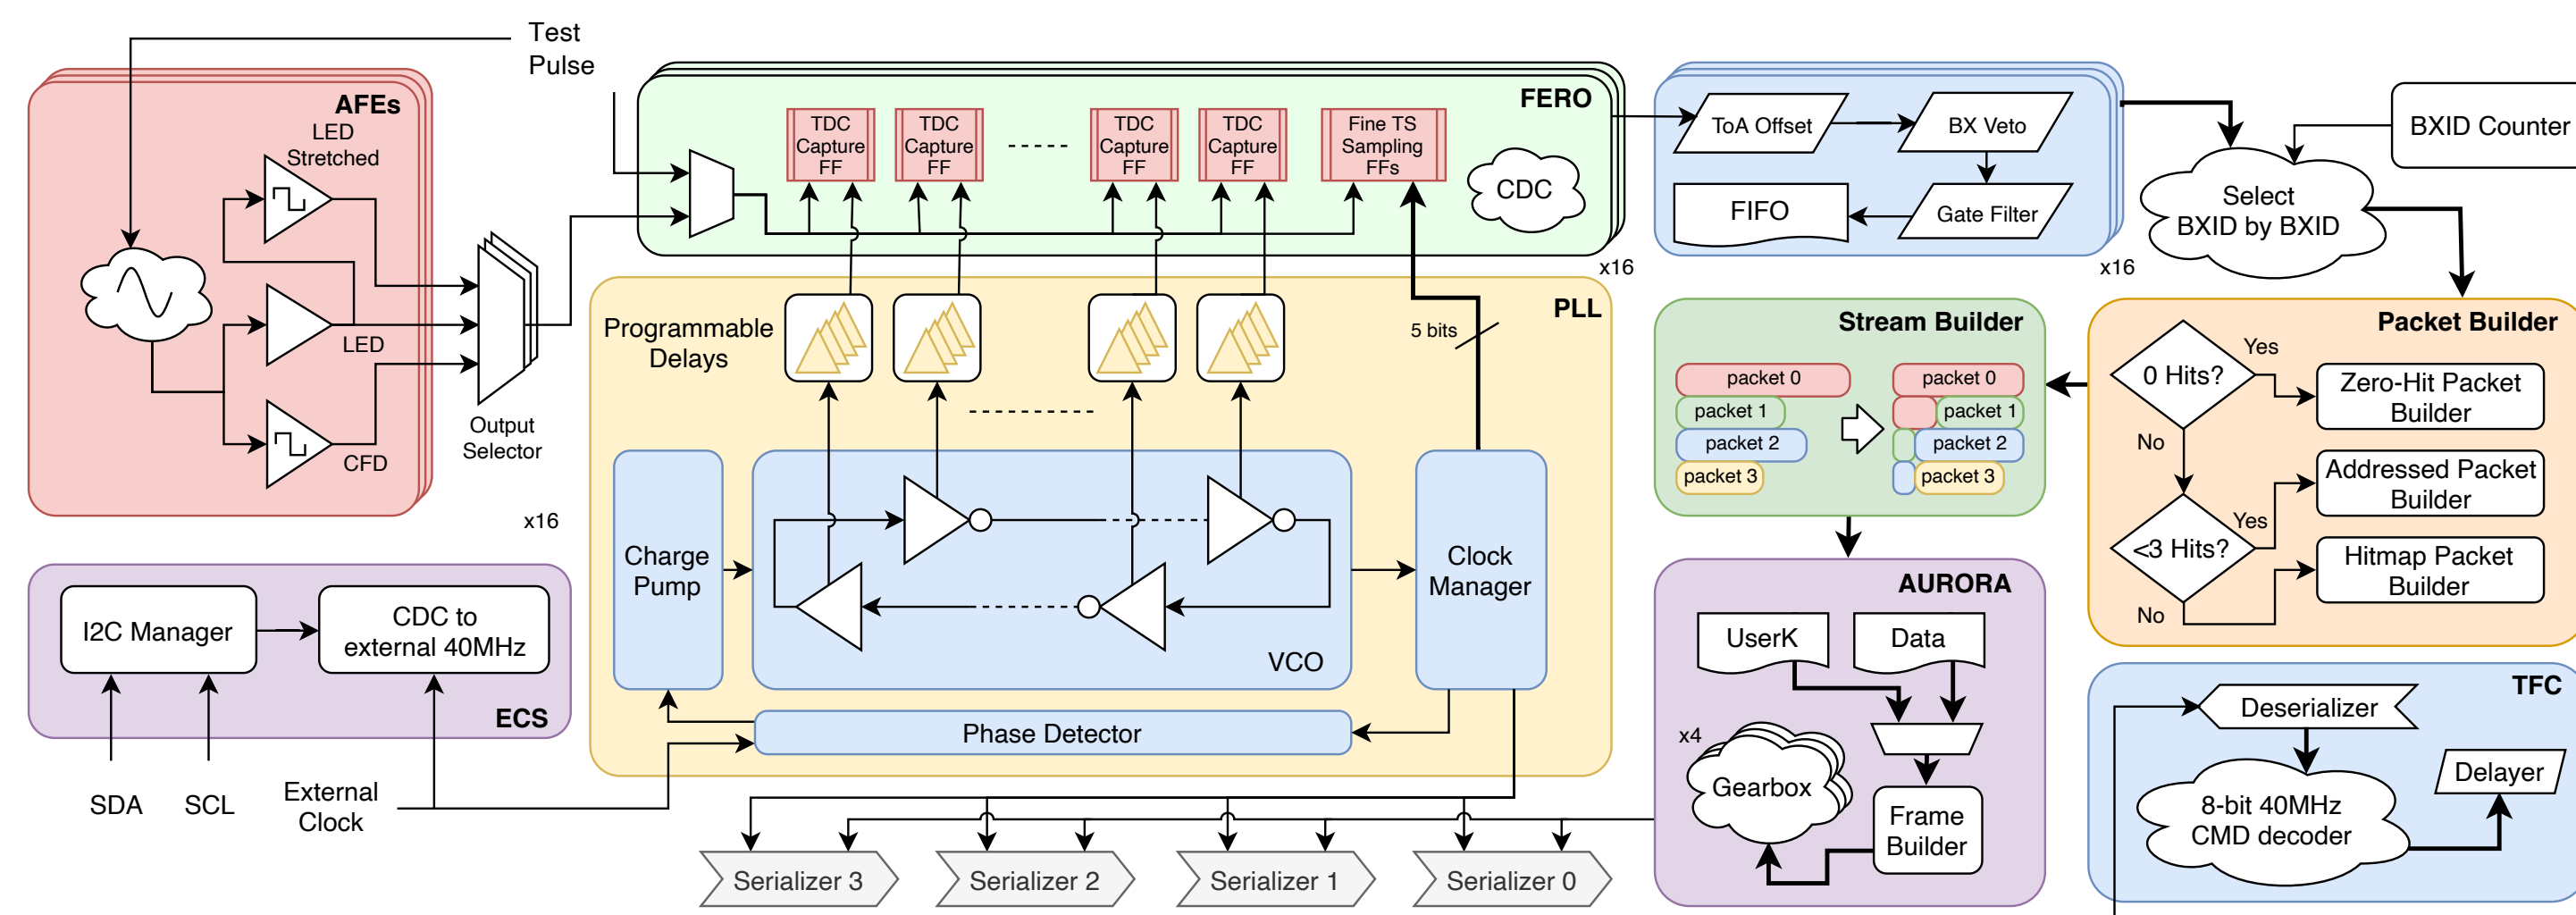 Test
Pulse
AFEs
LED
Stretched
LED
CFD
x16
Output
Selector
FERO
TDC
Capture
FF
TDC
Capture
FF
TDC
Capture
FF
TDC
Capture
FF
Fine TS
Sampling
FFs
CDC
x16
ToA Offset
BX Veto
FIFO
Gate Filter
x16
BXID Counter
Select
BXID by BXID
PLL
Programmable
Delays
5 bits
Charge
Pump
VCO
Clock
Manager
Phase Detector
Stream Builder
packet 0
packet 1
packet 2
packet 3
packet 0
packet 1
packet 2
packet 3
Packet Builder
0 Hits?
Yes
Zero-Hit Packet
Builder
No
Addressed Packet
Builder
<3 Hits?
Yes
Hitmap Packet
Builder
No
I2C Manager
CDC to
external 40MHz
ECS
SDA
SCL
External
Clock
AURORA
UserK
Data
x4
Gearbox
Frame
Builder
TFC
Deserializer
Delayer
8-bit 40MHz
CMD decoder
Serializer 3
Serializer 2
Serializer 1
Serializer 0